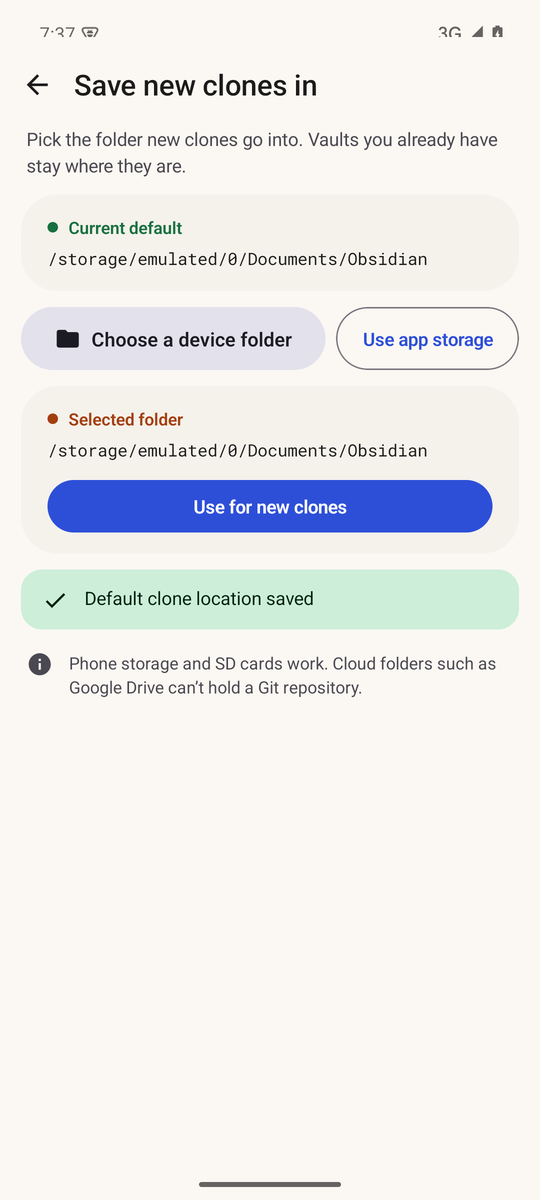 7:37
3G
Save new clones in
Pick the folder new clones go into. Vaults you already have
stay where they are.
Current default
/storage/emulated/0/Documents/Obsidian
Choose a device folder
Use app storage
Selected folder
/storage/emulated/0/Documents/Obsidian
Use for new clones
Default clone location saved
Phone storage and SD cards work. Cloud folders such as
Google Drive can’t hold a Git repository.